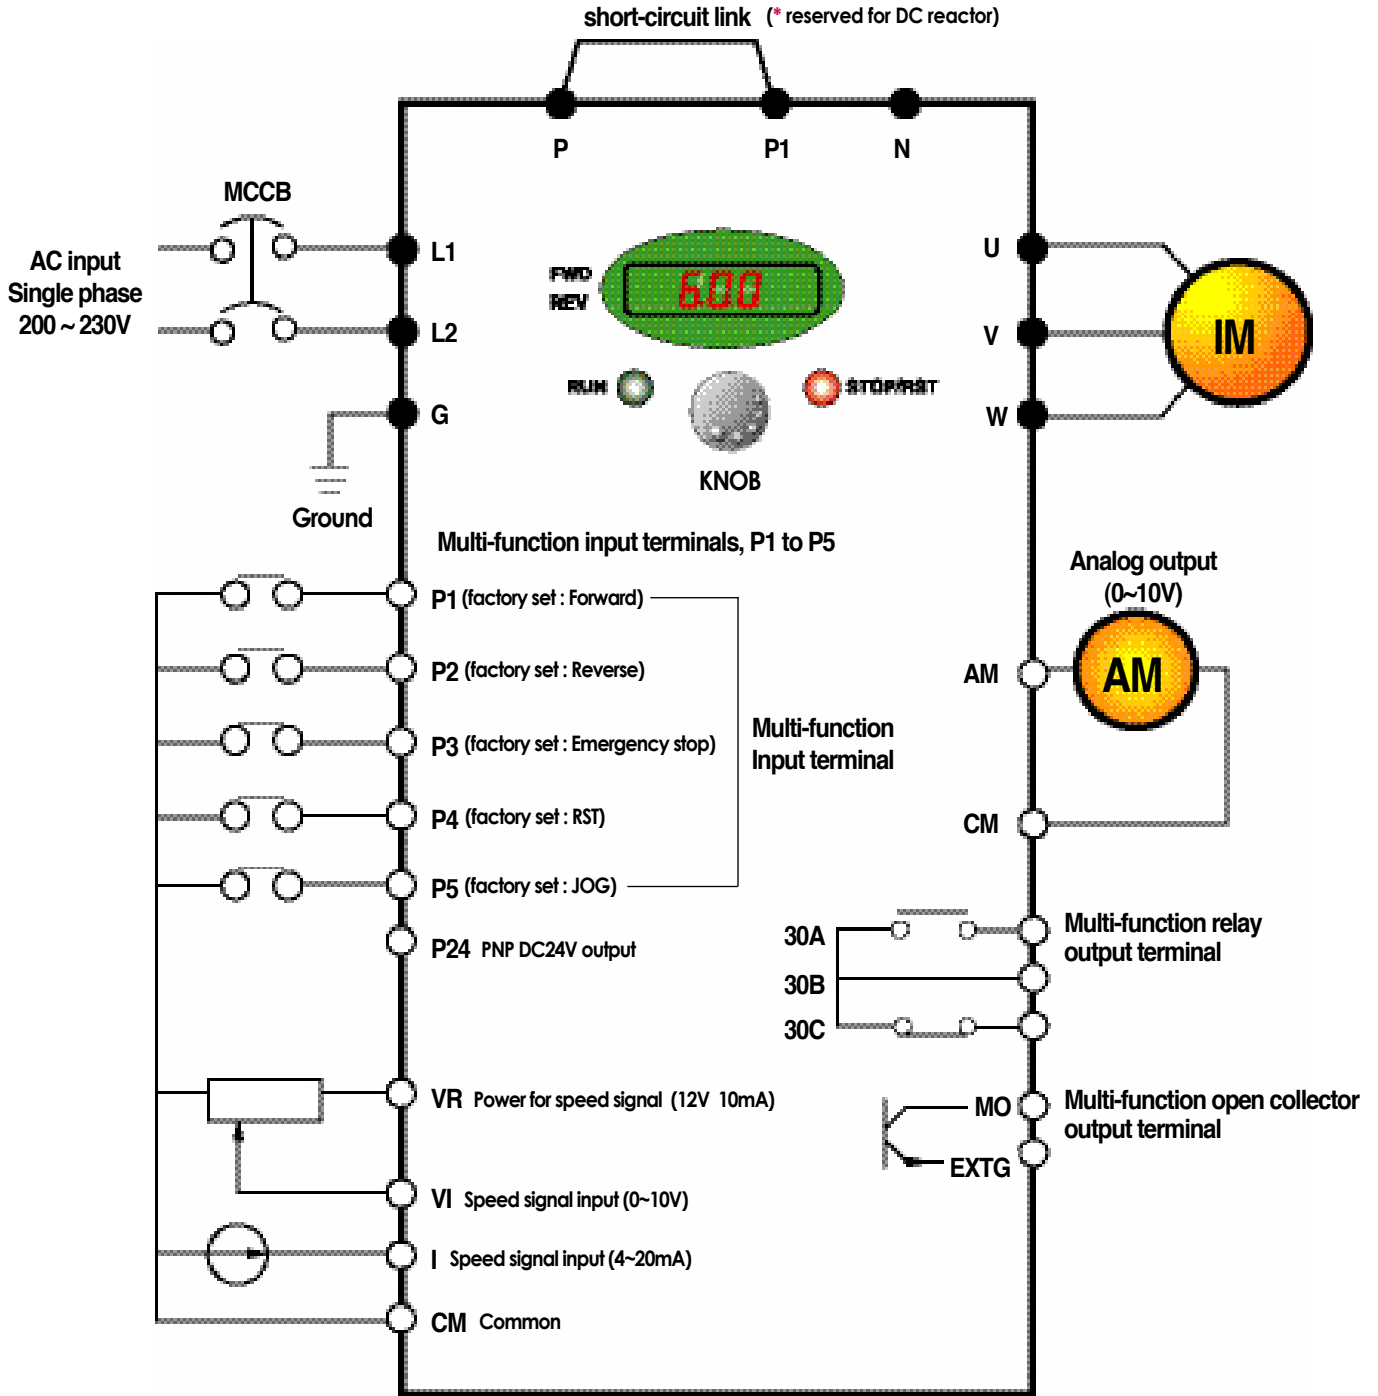 short-circuit link (* reserved for DC reactor)
P
P1
N
MCCB
AC input
Single phase
200 ~ 230V
L1
L2
G
Ground
FWD
REV
6.00
RUN
STOP/RST
KNOB
U
V
W
IM
Multi-function input terminals, P1 to P5
P1 (factory set : Forward)
P2 (factory set : Reverse)
P3 (factory set : Emergency stop)
P4 (factory set : RST)
P5 (factory set : JOG)
Multi-function
Input terminal
P24 PNP DC24V output
VR Power for speed signal (12V 10mA)
VI Speed signal input (0~10V)
I Speed signal input (4~20mA)
CM Common
Analog output
(0~10V)
AM
AM
CM
30A
30B
30C
Multi-function relay
output terminal
MO
EXTG
Multi-function open collector
output terminal